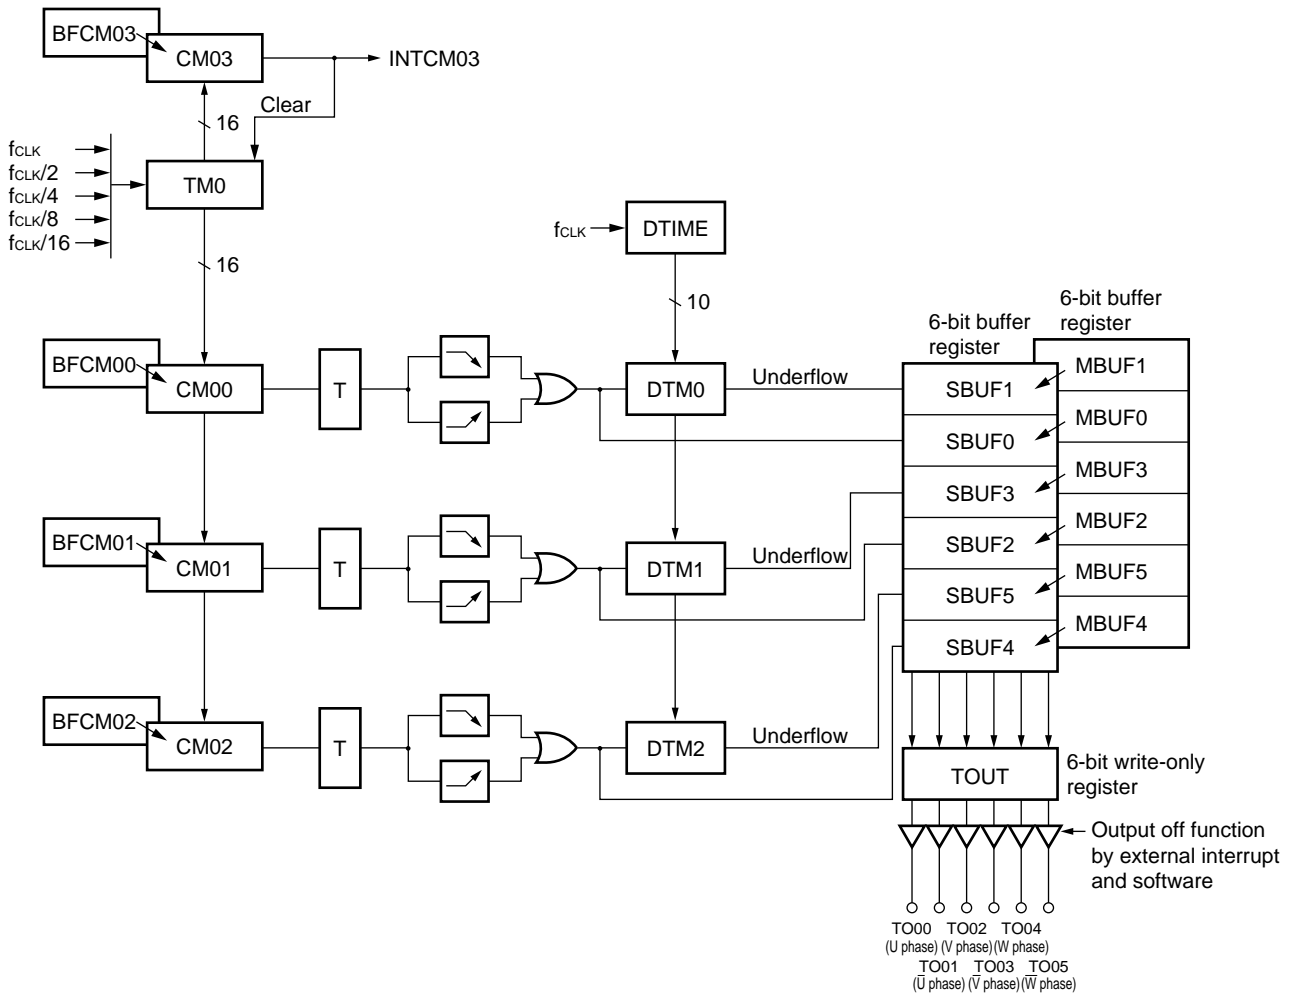 BFCM03
CM03
INTCM03
Clear
16
fCLK
fCLK/2
fCLK/4
fCLK/8
fCLK/16
TM0
16
fCLK
DTIME
10
6-bit buffer
register
6-bit buffer
register
BFCM00
CM00
T
DTM0
Underflow
SBUF1
MBUF1
SBUF0
MBUF0
SBUF3
MBUF3
SBUF2
MBUF2
SBUF5
MBUF5
SBUF4
MBUF4
BFCM01
CM01
T
DTM1
Underflow
BFCM02
CM02
T
DTM2
Underflow
TOUT
6-bit write-only
register
Output off function
by external interrupt
and software
TO00 TO02 TO04
(U phase) (V phase) (W phase)
TO01 TO03 TO05
(U̅ phase) (V̅ phase) (W̅ phase)